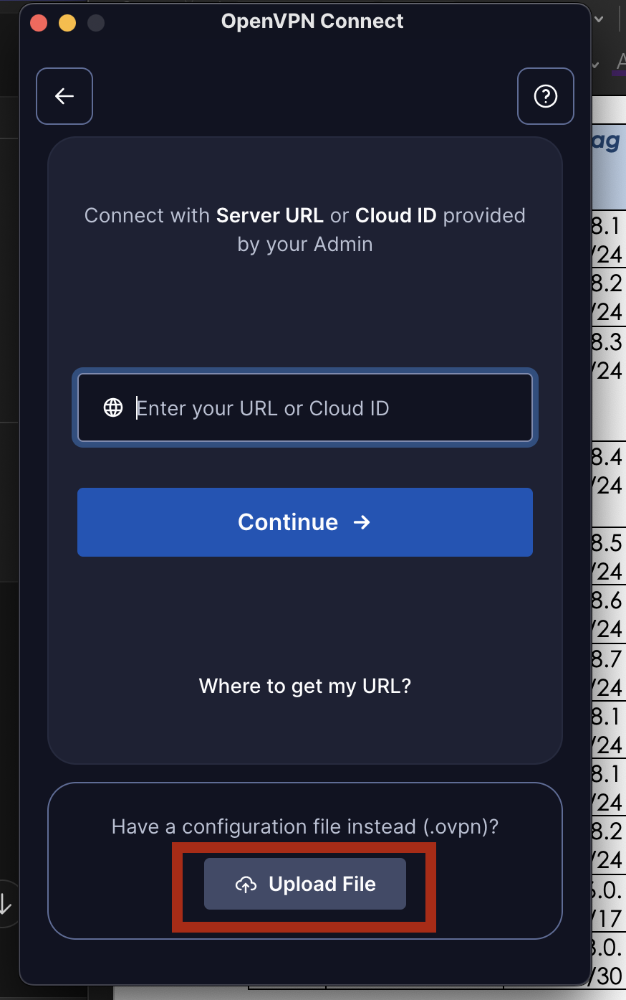 OpenVPN Connect
Connect with Server URL or Cloud ID provided
by your Admin
Enter your URL or Cloud ID
Continue
Where to get my URL?
Have a configuration file instead (.ovpn)?
Upload File
ag
8.1
/24
8.2
/24
8.3
/24
8.4
/24
8.5
/24
8.6
/24
8.7
/24
8.1
/24
8.1
/24
8.2
/24
.0.
/17
.0.
/30